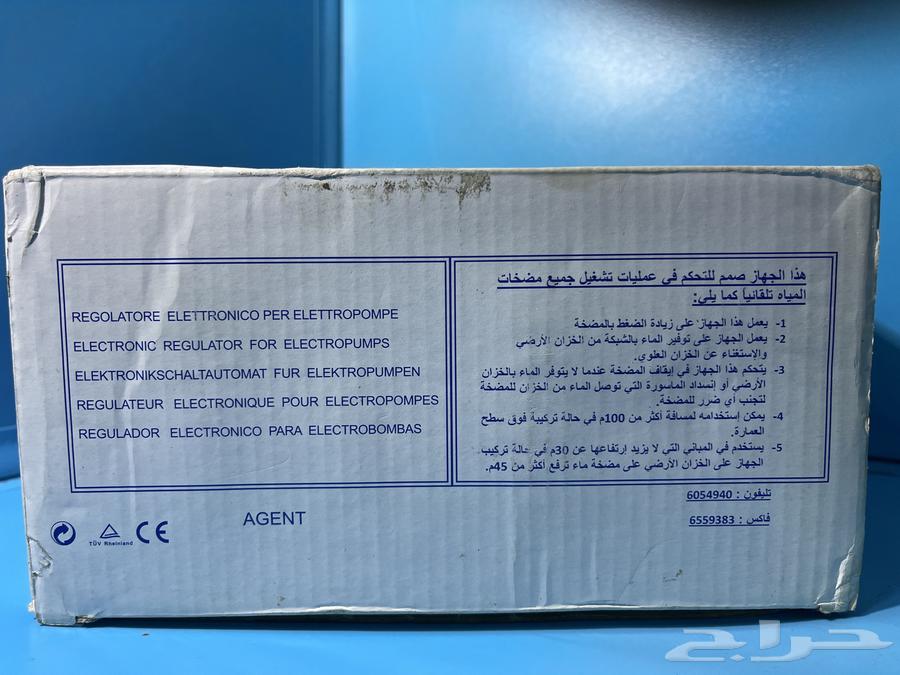 REGOLATORE ELETTRONICO PER ELETTROPOMPE
ELECTRONIC REGULATOR FOR ELECTROPUMPS
ELEKTRONIKSCHALTAUTOMAT FUR ELEKTROPUMPEN
REGULATEUR ELECTRONIQUE POUR ELECTROPOMPES
REGULADOR ELECTRONICO PARA ELECTROBOMBAS
هذا الجهاز صمم للتحكم في عمليات تشغيل جميع مضخات
المياه تلقائياً كما يلي:
1- يعمل هذا الجهاز على زيادة الضغط بالمضخة
2- يعمل الجهاز على توفير الماء بالشبكة من الخزان الأرضي
والإستغناء عن الخزان العلوي.
3- يتحكم هذا الجهاز في إيقاف المضخة عندما لا يتوفر الماء بالخزان
الأرضي أو إنسداد الماسورة التي توصل الماء من الخزان للمضخة
لتجنب أي ضرر للمضخة.
4- يمكن إستخدامه لمسافة أكثر من 100م في حالة تركيبة فوق سطح
العمارة.
5- يستخدم في المباني التي لا يزيد إرتفاعها عن 30م في حالة تركيب
الجهاز على الخزان الأرضي على مضخة ماء ترفع أكثر من 45م.
تليفون : 6054940
فاكس : 6559383
TÜV Rheinland
CE
AGENT
حراج